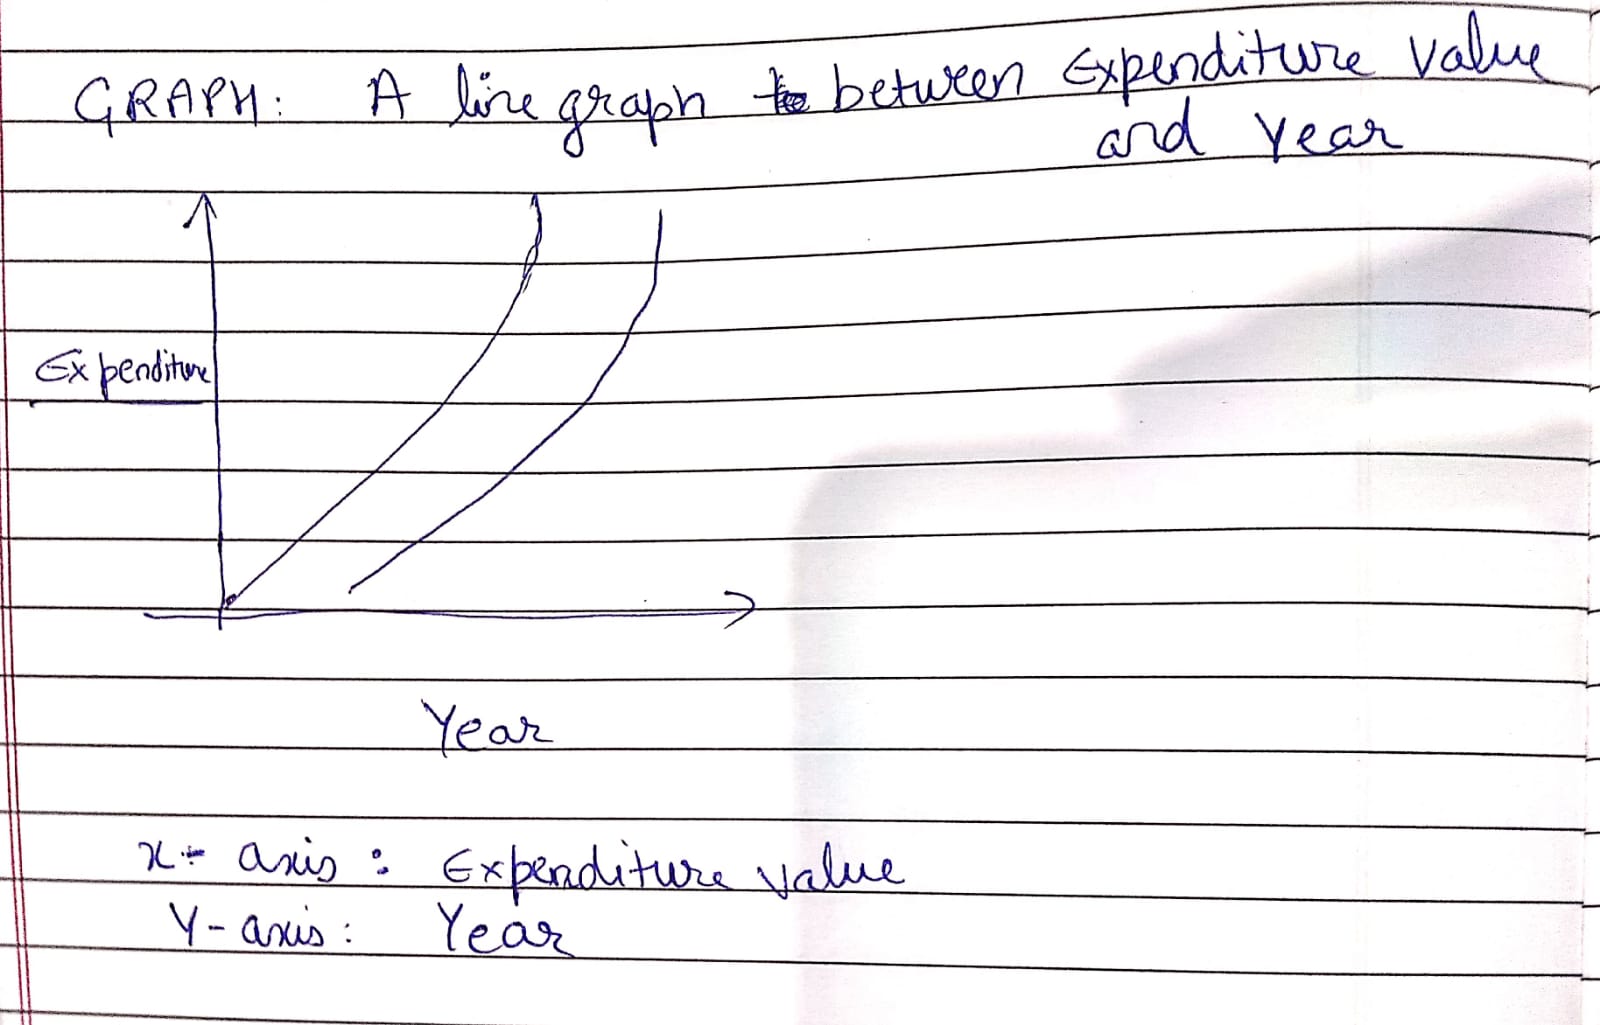 GRAPH: A line graph between Expenditure value
and Year
Expenditure
Year
x- axis : Expenditure value
Y- axis : Year